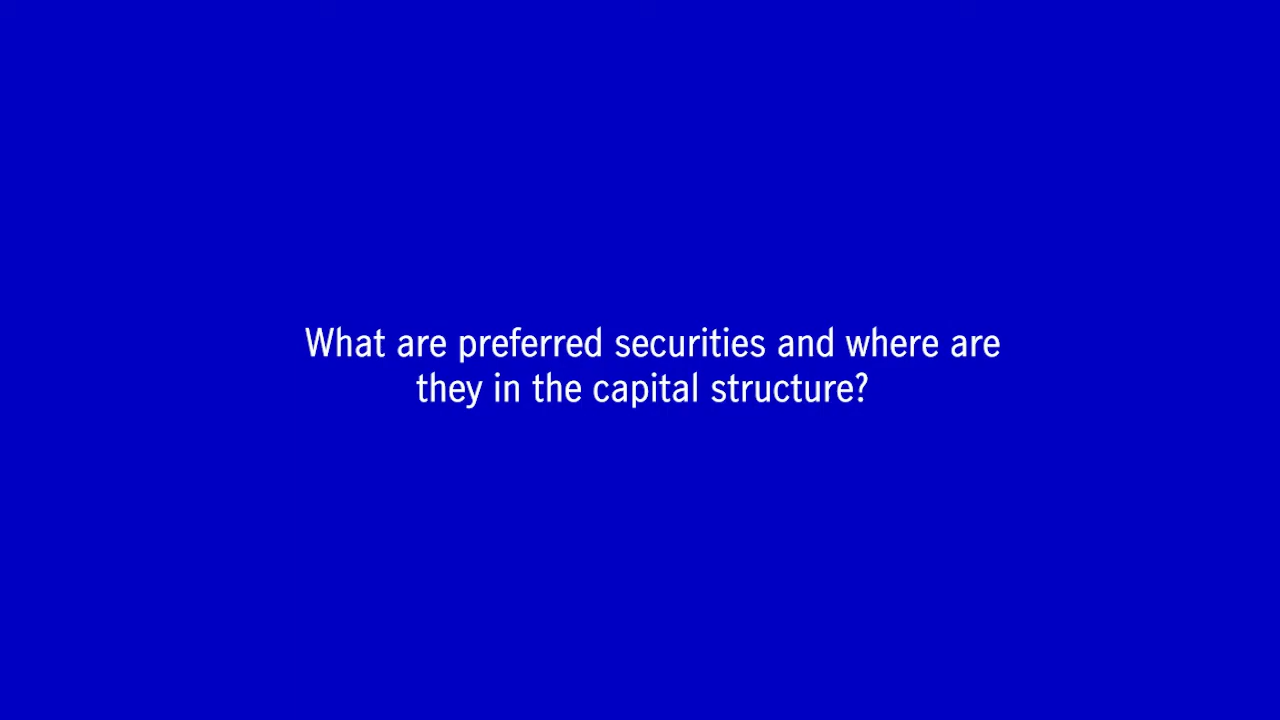 What are preferred securities and where are
they in the capital structure?